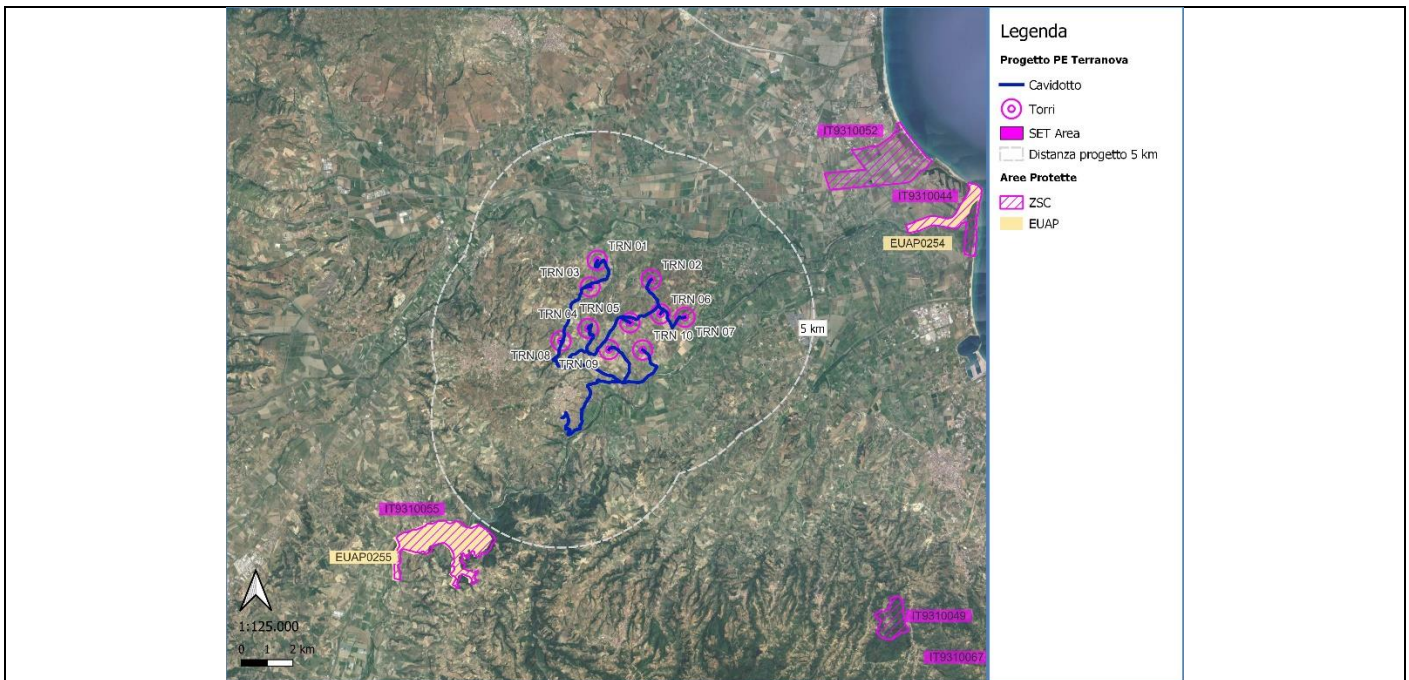 Legenda
Progetto PE Terranova
Cavidotto
Torri
SET Area
Distanza progetto 5 km
Aree Protette
ZSC
EUAP
IT9310052
IT9310044
EUAP0254
TRN 01
TRN 03
TRN 02
TRN 04
TRN 05
TRN 06
TRN 10
TRN 07
TRN 08
TRN 09
5 km
IT9310055
EUAP0255
IT9310049
IT9310067
1:125.000
0 1 2 km